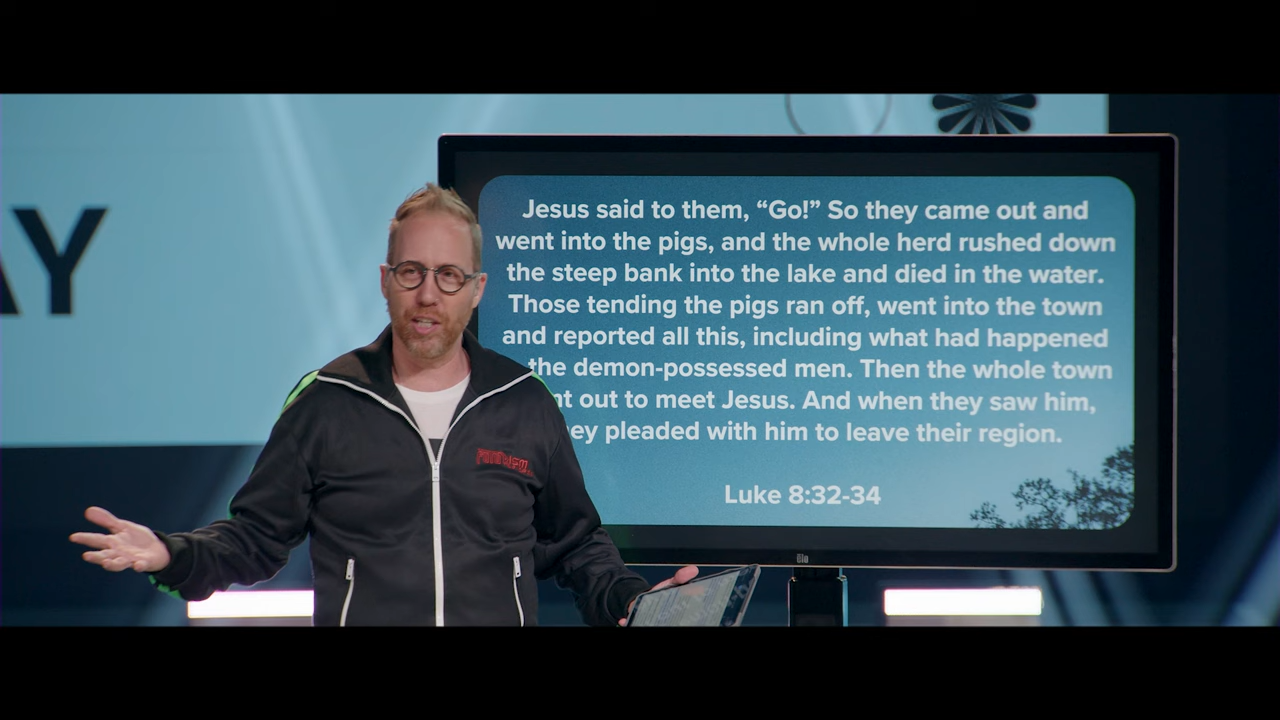 AY
Jesus said to them, “Go!” So they came out and
went into the pigs, and the whole herd rushed down
the steep bank into the lake and died in the water.
Those tending the pigs ran off, went into the town
and reported all this, including what had happened
the demon-possessed men. Then the whole town
out to meet Jesus. And when they saw him,
pleaded with him to leave their region.
Luke 8:32-34
elo